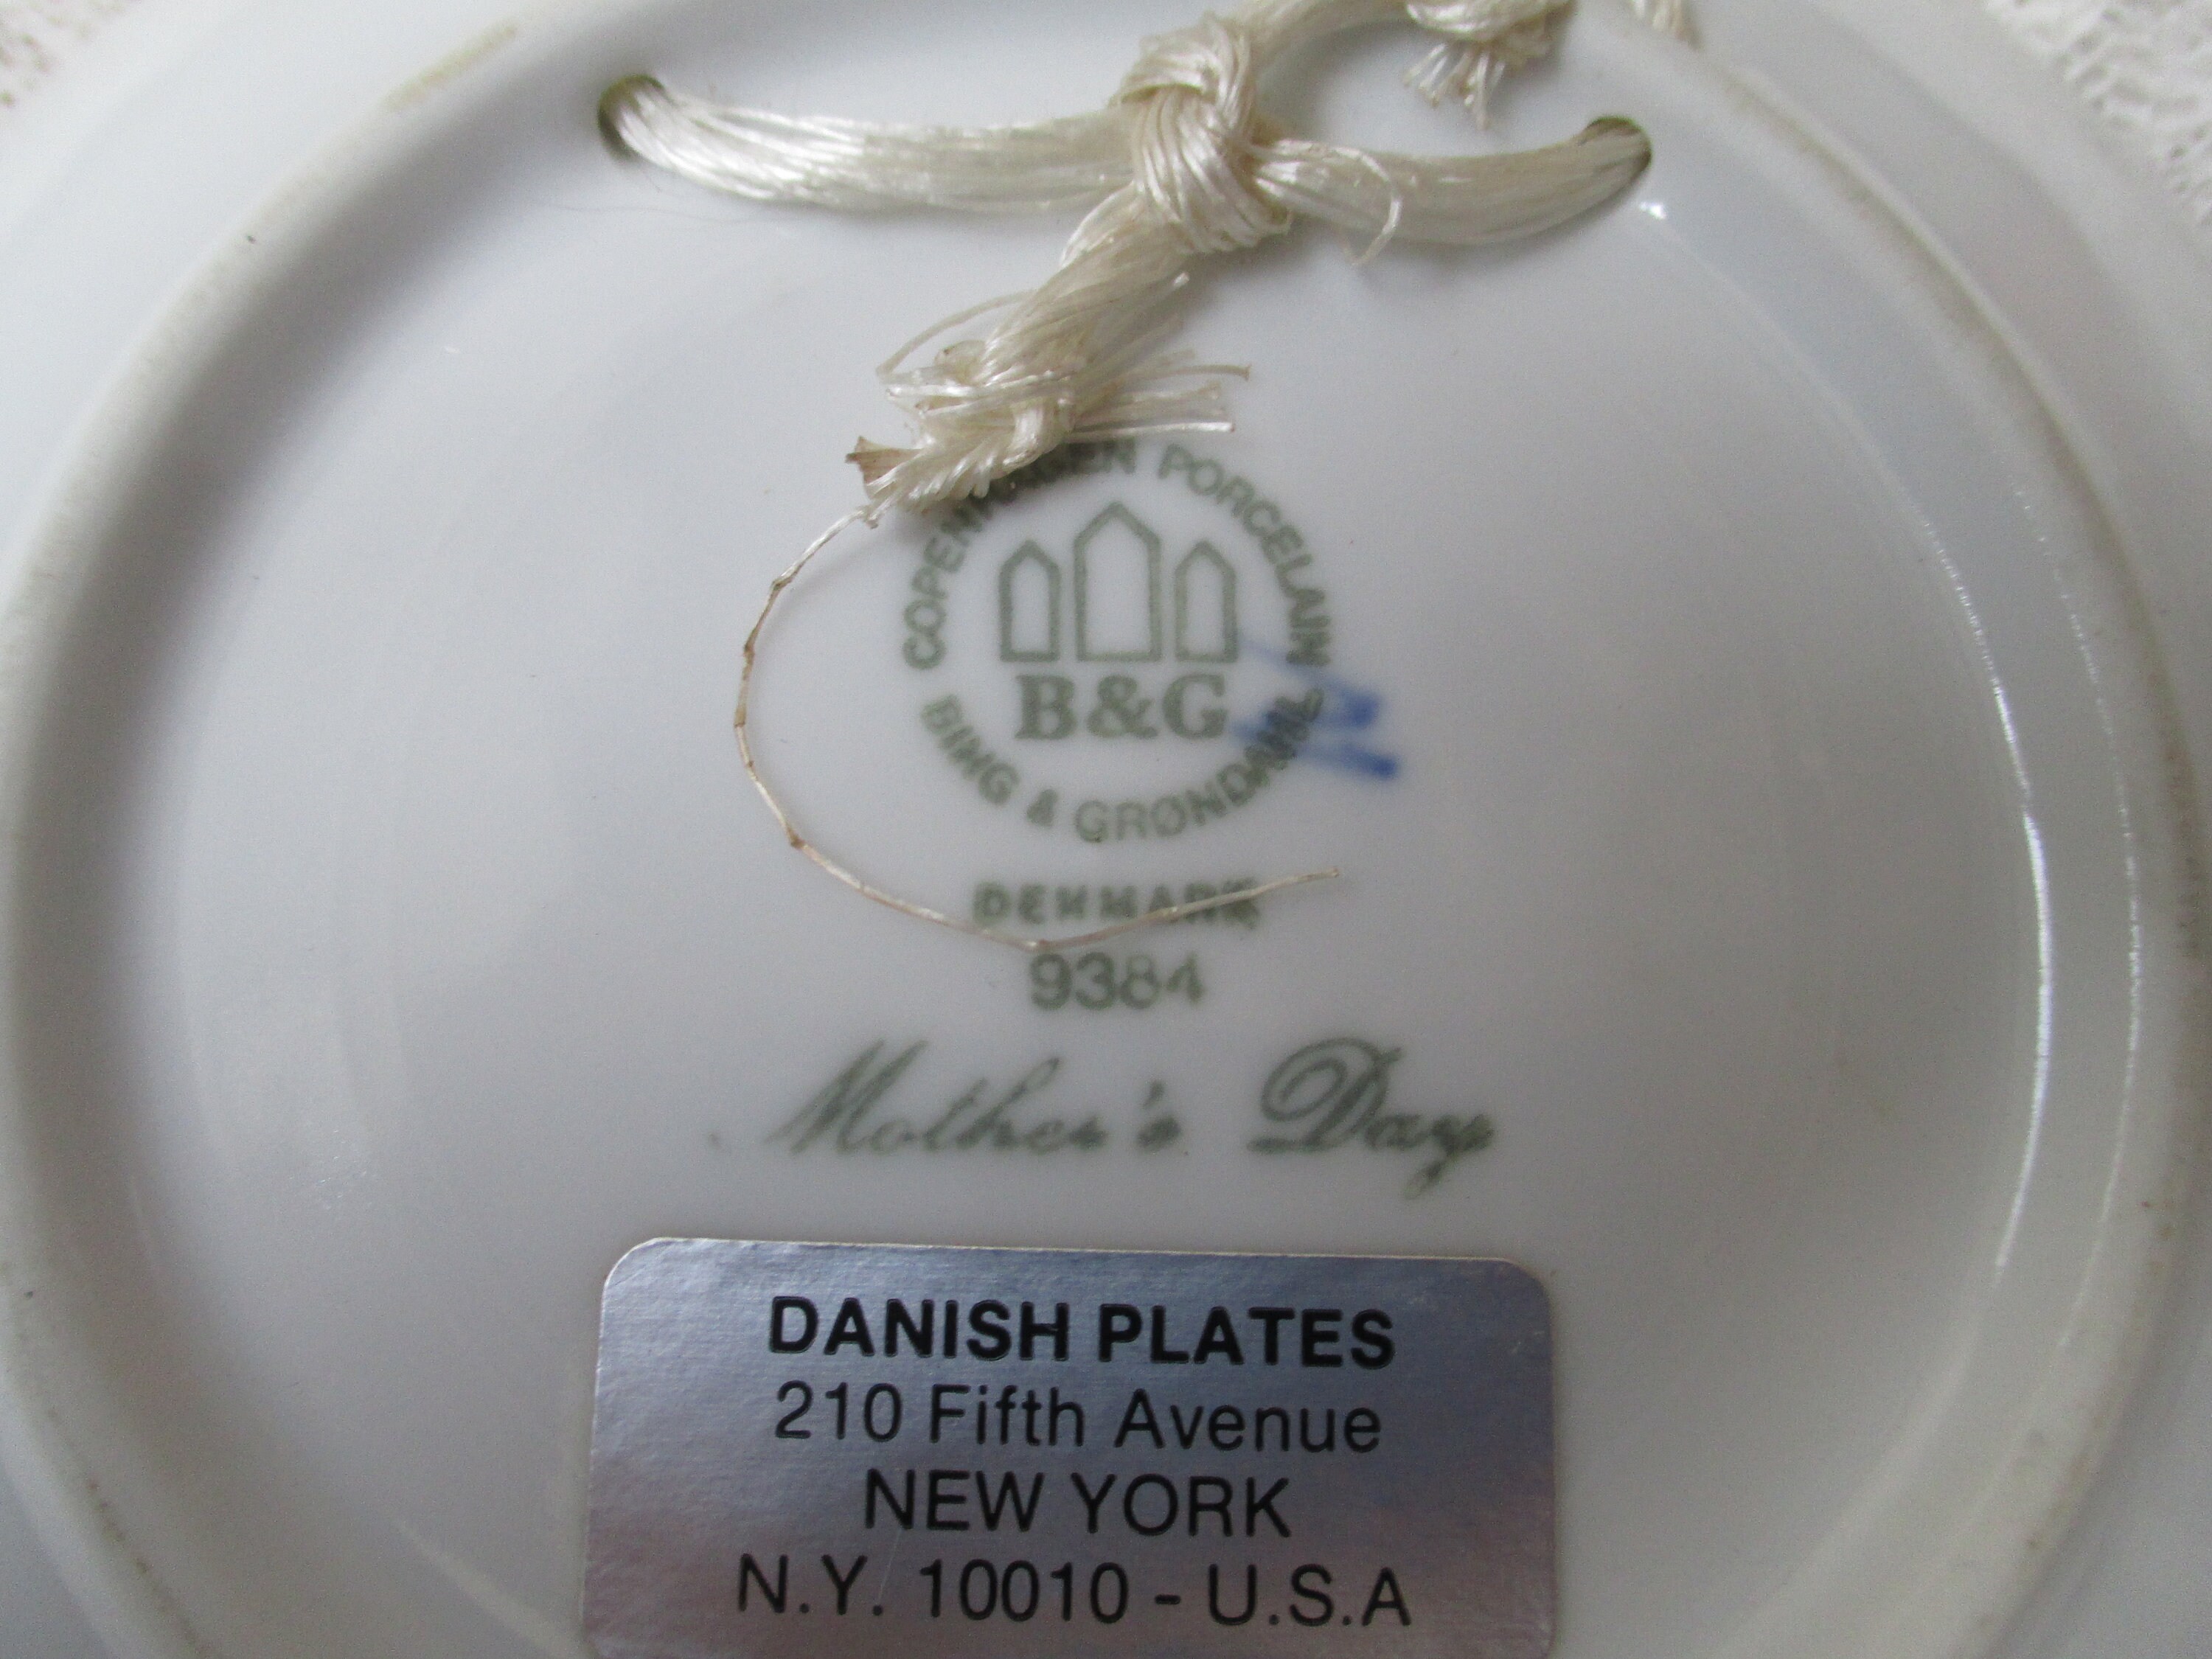 COPENHAGEN PORCELAIN
B&G
BING & GRØNDAHL
DENMARK
9384
Mother's Day
DANISH PLATES
210 Fifth Avenue
NEW YORK
N.Y. 10010 - U.S.A